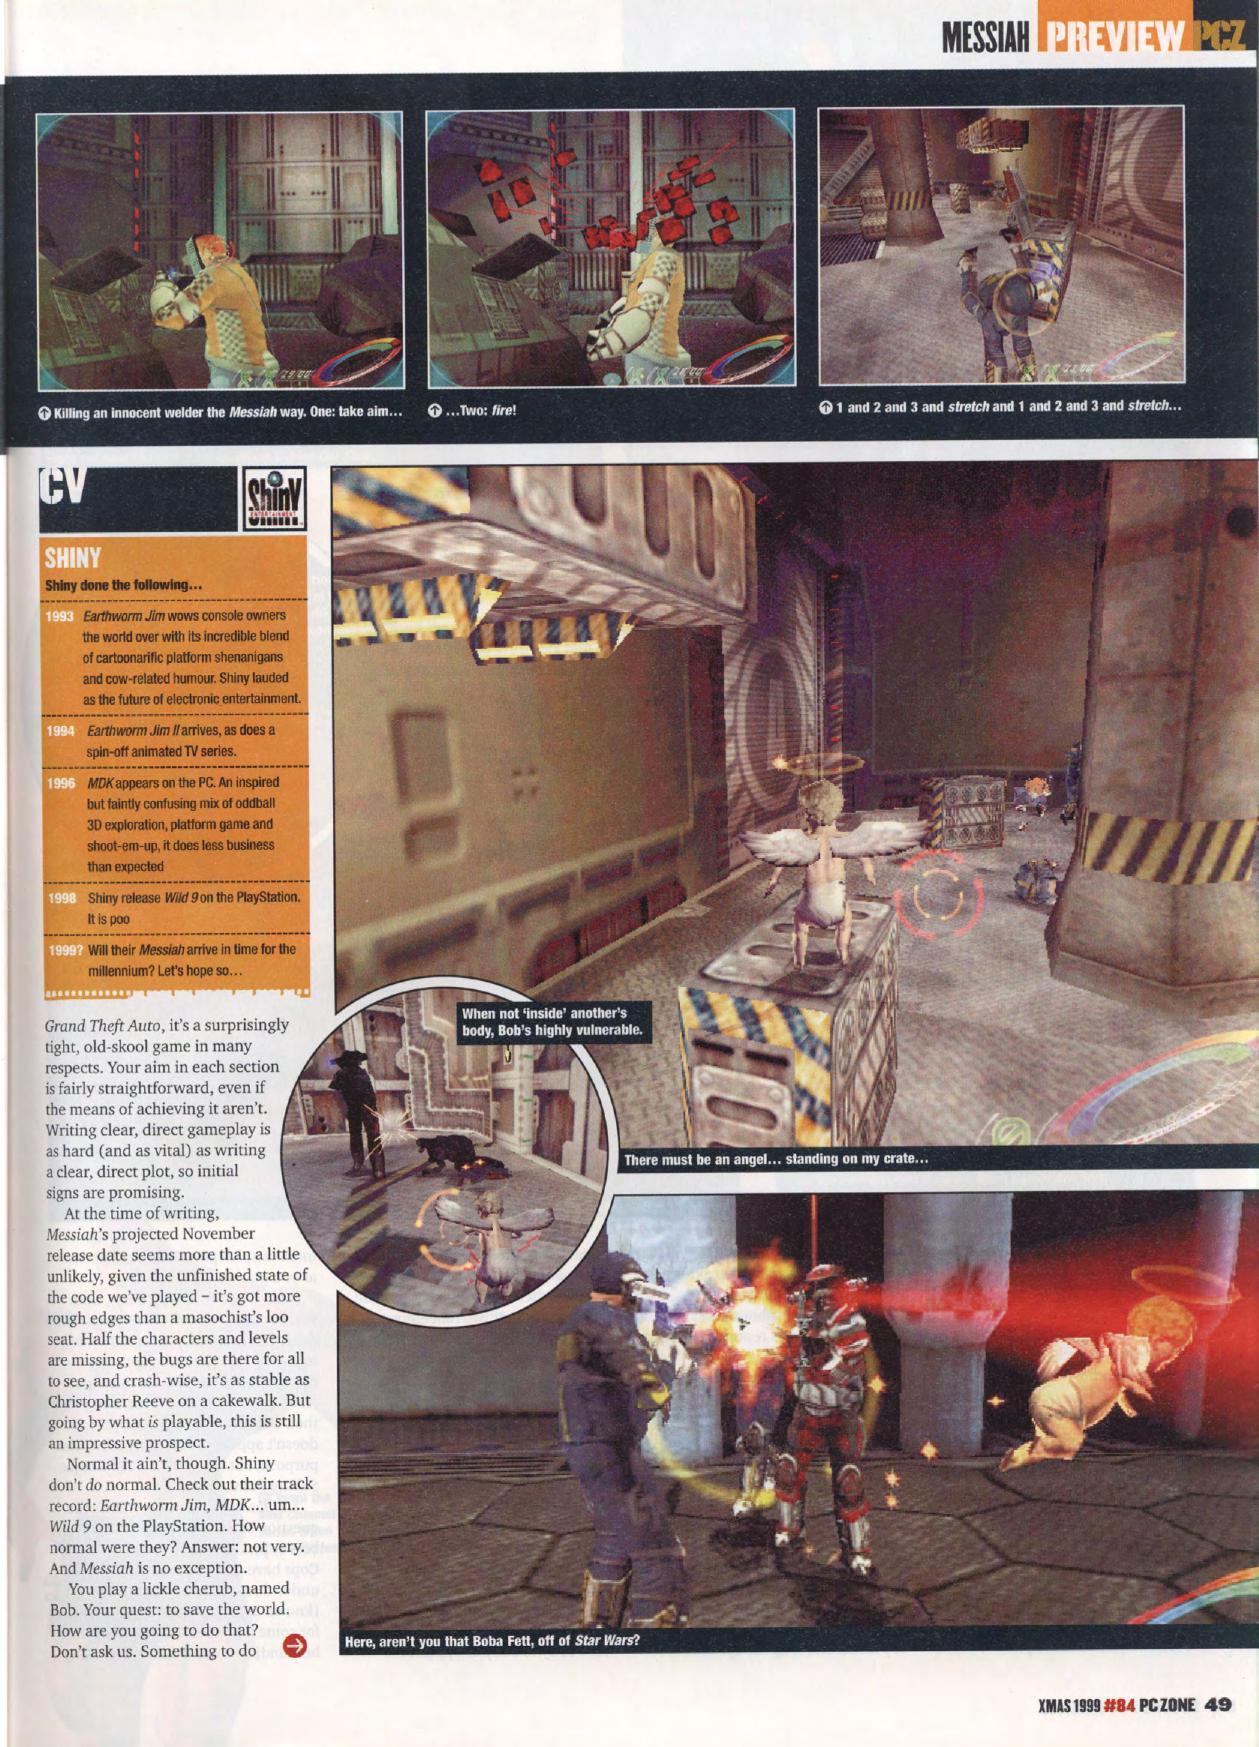 MESSIAH PREVIEW PCZ
Killing an innocent welder the Messiah way. One: take aim...
...Two: fire!
1 and 2 and 3 and stretch and 1 and 2 and 3 and stretch...
CV
Shiny
ENTERTAINMENT
SHINY
Shiny done the following...
1993 Earthworm Jim wows console owners
the world over with its incredible blend
of cartoonarific platform shenanigans
and cow-related humour. Shiny lauded
as the future of electronic entertainment.
1994 Earthworm Jim II arrives, as does a
spin-off animated TV series.
1996 MDK appears on the PC. An inspired
but faintly confusing mix of oddball
3D exploration, platform game and
shoot-em-up, it does less business
than expected
1998 Shiny release Wild 9 on the PlayStation.
It is poo
1999? Will their Messiah arrive in time for the
millennium? Let's hope so...
Grand Theft Auto, it's a surprisingly
tight, old-skool game in many
respects. Your aim in each section
is fairly straightforward, even if
the means of achieving it aren't.
Writing clear, direct gameplay is
as hard (and as vital) as writing
a clear, direct plot, so initial
signs are promising.
At the time of writing,
Messiah's projected November
release date seems more than a little
unlikely, given the unfinished state of
the code we've played – it's got more
rough edges than a masochist's loo
seat. Half the characters and levels
are missing, the bugs are there for all
to see, and crash-wise, it's as stable as
Christopher Reeve on a cakewalk. But
going by what is playable, this is still
an impressive prospect.
Normal it ain't, though. Shiny
don't do normal. Check out their track
record: Earthworm Jim, MDK... um...
Wild 9 on the PlayStation. How
normal were they? Answer: not very.
And Messiah is no exception.
You play a lickle cherub, named
Bob. Your quest: to save the world.
How are you going to do that?
Don't ask us. Something to do
When not 'inside' another's
body, Bob's highly vulnerable.
There must be an angel... standing on my crate...
Here, aren't you that Boba Fett, off of Star Wars?
XMAS 1999 #84 PC ZONE 49